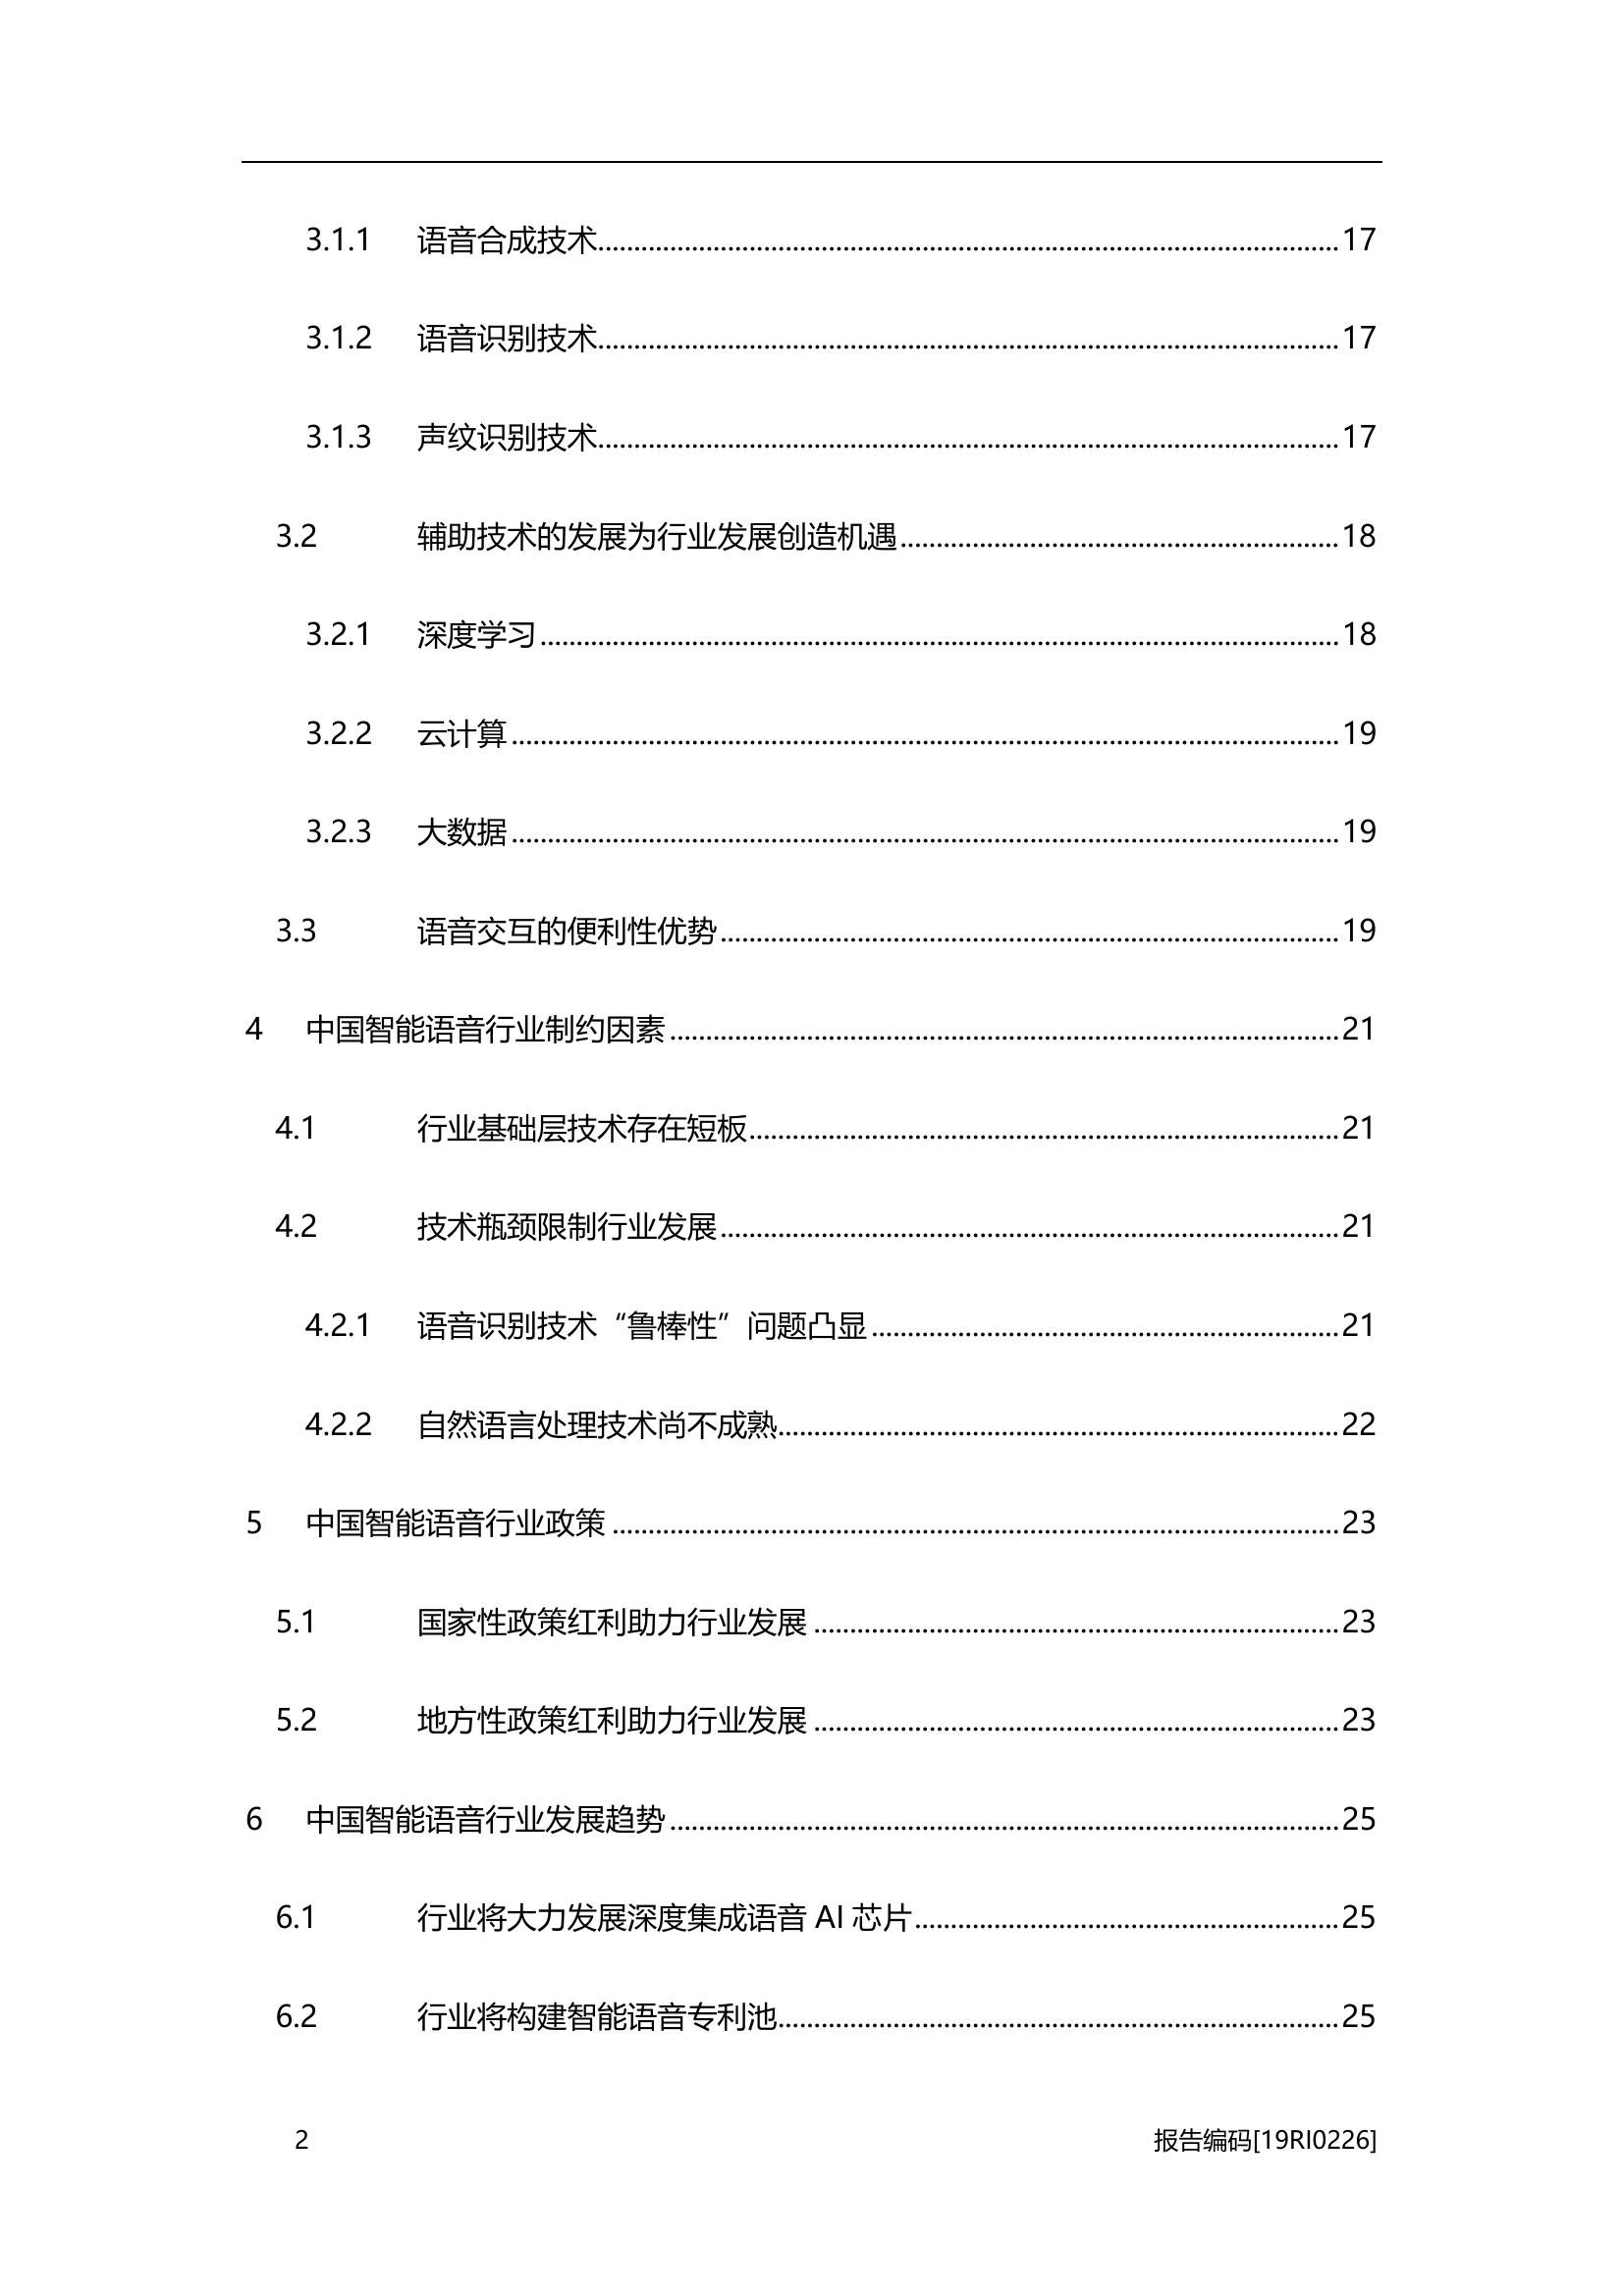 3.1.1 语音合成技术 17
3.1.2 语音识别技术 17
3.1.3 声纹识别技术 17
3.2 辅助技术的发展为行业发展创造机遇 18
3.2.1 深度学习 18
3.2.2 云计算 19
3.2.3 大数据 19
3.3 语音交互的便利性优势 19
4 中国智能语音行业制约因素 21
4.1 行业基础层技术存在短板 21
4.2 技术瓶颈限制行业发展 21
4.2.1 语音识别技术“鲁棒性”问题凸显 21
4.2.2 自然语言处理技术尚不成熟 22
5 中国智能语音行业政策 23
5.1 国家性政策红利助力行业发展 23
5.2 地方性政策红利助力行业发展 23
6 中国智能语音行业发展趋势 25
6.1 行业将大力发展深度集成语音 AI 芯片 25
6.2 行业将构建智能语音专利池 25
2 报告编码[19RI0226]